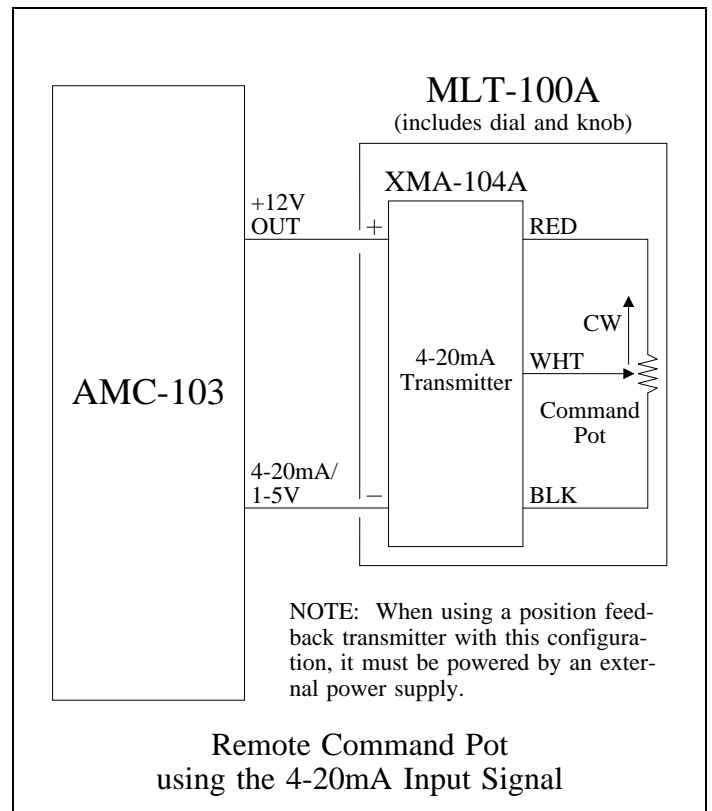 MLT-100A
(includes dial and knob)
XMA-104A
+12V
OUT
+
RED
CW
AMC-103
4-20mA
Transmitter
WHT
Command
Pot
4-20mA/
1-5V
−
BLK
NOTE: When using a position feed-
back transmitter with this configura-
tion, it must be powered by an exter-
nal power supply.
Remote Command Pot
using the 4-20mA Input Signal